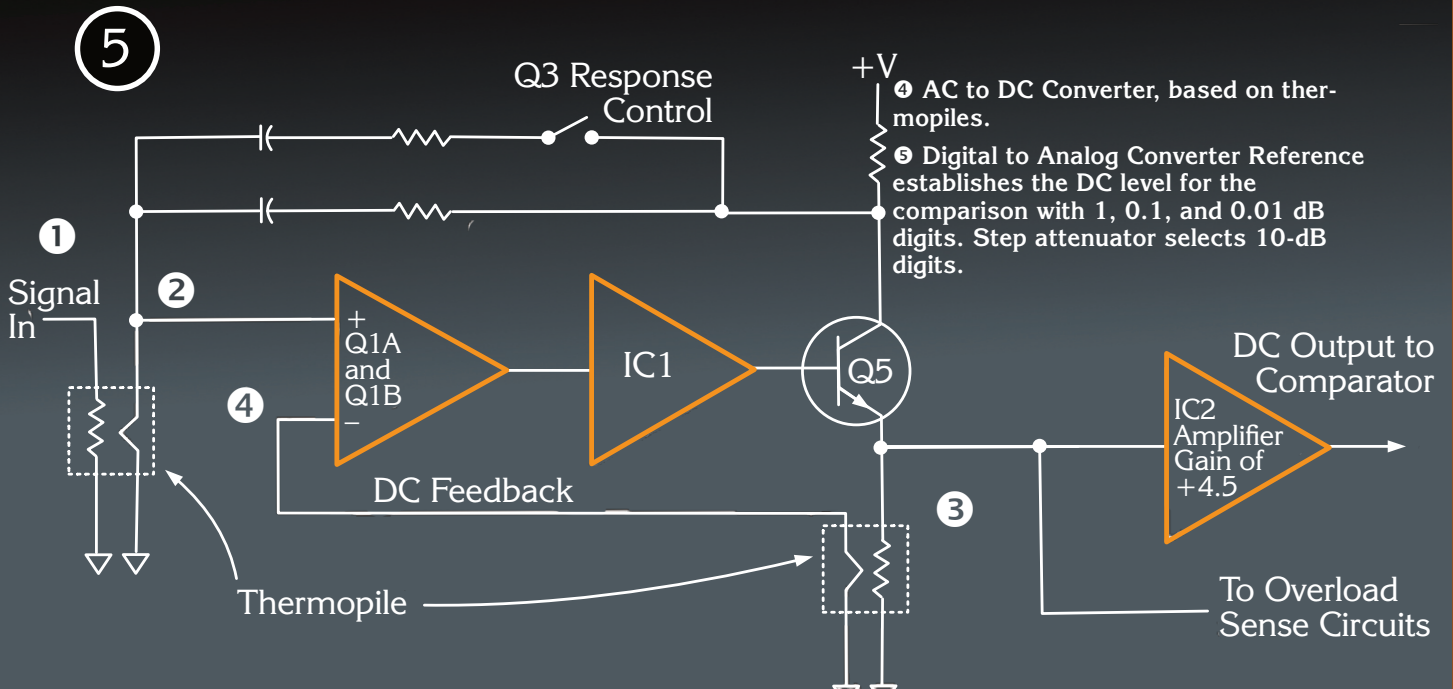 5
Q3 Response
Control
+V
❹ AC to DC Converter, based on ther-
mopiles.
❺ Digital to Analog Converter Reference
establishes the DC level for the
comparison with 1, 0.1, and 0.01 dB
digits. Step attenuator selects 10-dB
digits.
❶
Signal
In
❷
+
Q1A
and
Q1B
−
❹
IC1
Q5
DC Output to
Comparator
IC2
Amplifier
Gain of
+4.5
DC Feedback
❸
Thermopile
To Overload
Sense Circuits